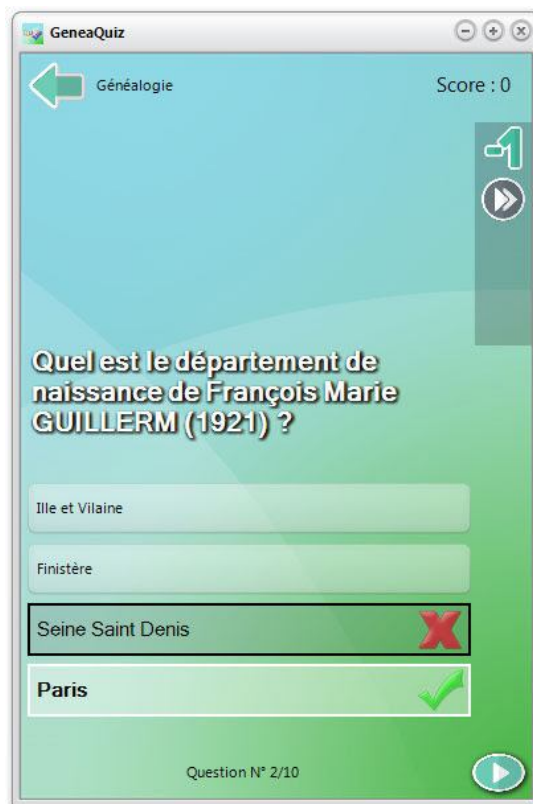 GeneaQuiz
Généalogie
Score : 0
Quel est le département de
naissance de François Marie
GUILLERM (1921) ?
Ille et Vilaine
Finistère
Seine Saint Denis
Paris
Question N° 2/10